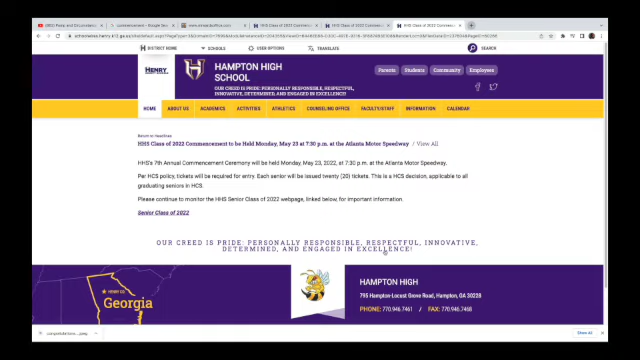 HHS Class of 2022 Commence
DISTRICT HOME
SCHOOLS
USER OPTIONS
TRANSLATE
SEARCH
HENRY
HAMPTON HIGH
SCHOOL
OUR CREED IS PRIDE: PERSONALLY RESPONSIBLE, RESPECTFUL,
INNOVATIVE, DETERMINED, AND ENGAGED IN EXCELLENCE!
Parents
Students
Community
Employees
HOME
ABOUT US
ACADEMICS
ACTIVITIES
ATHLETICS
COUNSELING OFFICE
FACULTY/STAFF
INFORMATION
CALENDAR
Return to Headlines
HHS Class of 2022 Commencement to be Held Monday, May 23 at 7:30 p.m. at the Atlanta Motor Speedway / View All
HHS's 7th Annual Commencement Ceremony will be held Monday, May 23, 2022, at 7:30 p.m. at the Atlanta Motor Speedway.
Per HCS policy, tickets will be required for entry. Each senior will be issued twenty (20) tickets. This is a HCS decision, applicable to all
graduating seniors in HCS.
Please continue to monitor the HHS Senior Class of 2022 webpage, linked below, for important information.
Senior Class of 2022
OUR CREED IS PRIDE: PERSONALLY RESPONSIBLE, RESPECTFUL, INNOVATIVE,
DETERMINED, AND ENGAGED IN EXCELLENCE!
HENRY CO.
Georgia
HAMPTON HIGH
795 Hampton-Locust Grove Road, Hampton, GA 30228
PHONE: 770.946.7461 / FAX: 770.946.7468
Show All